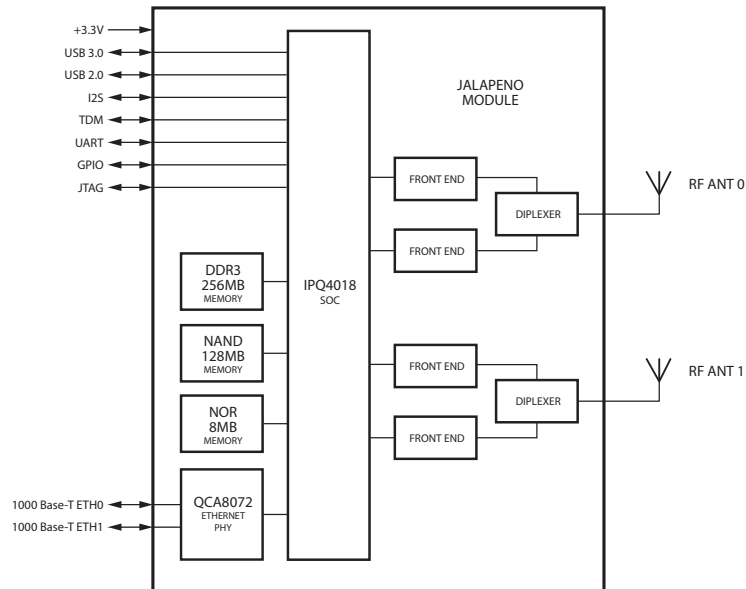 +3.3V
USB 3.0
USB 2.0
I2S
TDM
UART
GPIO
JTAG
JALAPENO
MODULE
FRONT END
DIPLEXER
RF ANT 0
FRONT END
DDR3
256MB
MEMORY
IPQ4018
SOC
NAND
128MB
MEMORY
FRONT END
DIPLEXER
RF ANT 1
NOR
8MB
MEMORY
FRONT END
1000 Base-T ETH0
1000 Base-T ETH1
QCA8072
ETHERNET
PHY